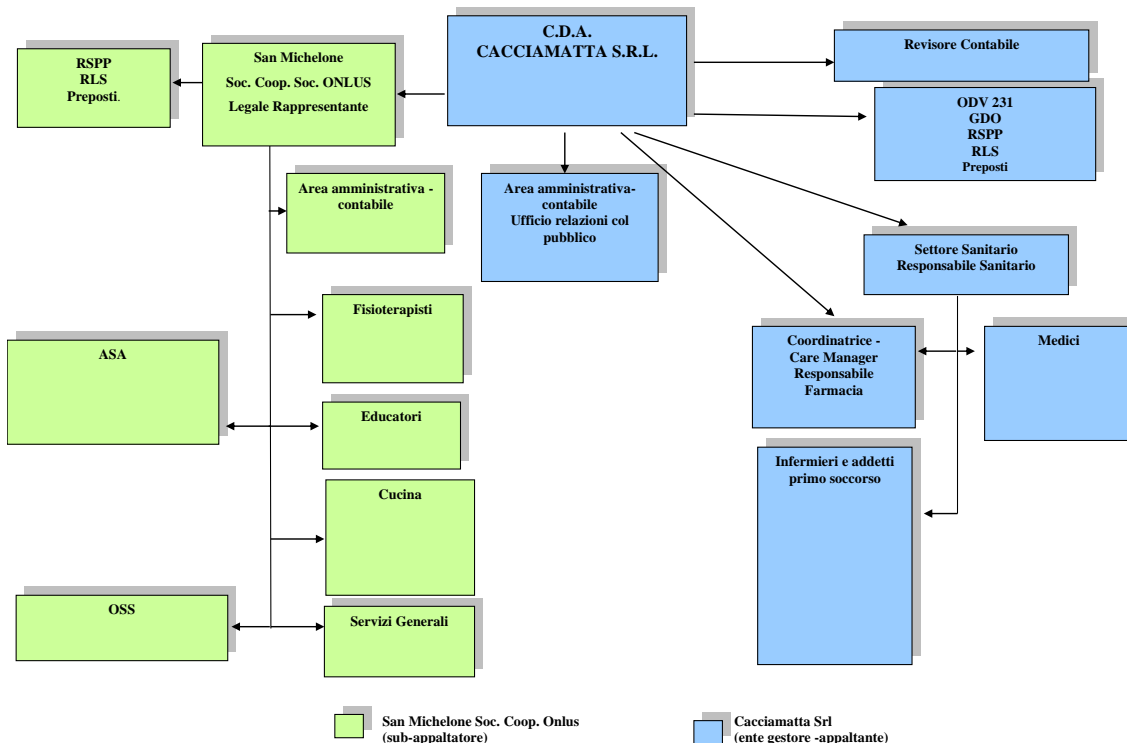 C.D.A.
CACCIAMATTA S.R.L.
San Michelone
Soc. Coop. Soc. ONLUS
Legale Rappresentante
RSPP
RLS
Preposti.
Revisore Contabile
ODV 231
GDO
RSPP
RLS
Preposti
Area amministrativa -
contabile
Area amministrativa-
contabile
Ufficio relazioni col
pubblico
Settore Sanitario
Responsabile Sanitario
Fisioterapisti
ASA
Coordinatrice -
Care Manager
Responsabile
Farmacia
Medici
Educatori
Infermieri e addetti
primo soccorso
Cucina
OSS
Servizi Generali
San Michelone Soc. Coop. Onlus
(sub-appaltatore)
Cacciamatta Srl
(ente gestore -appaltante)